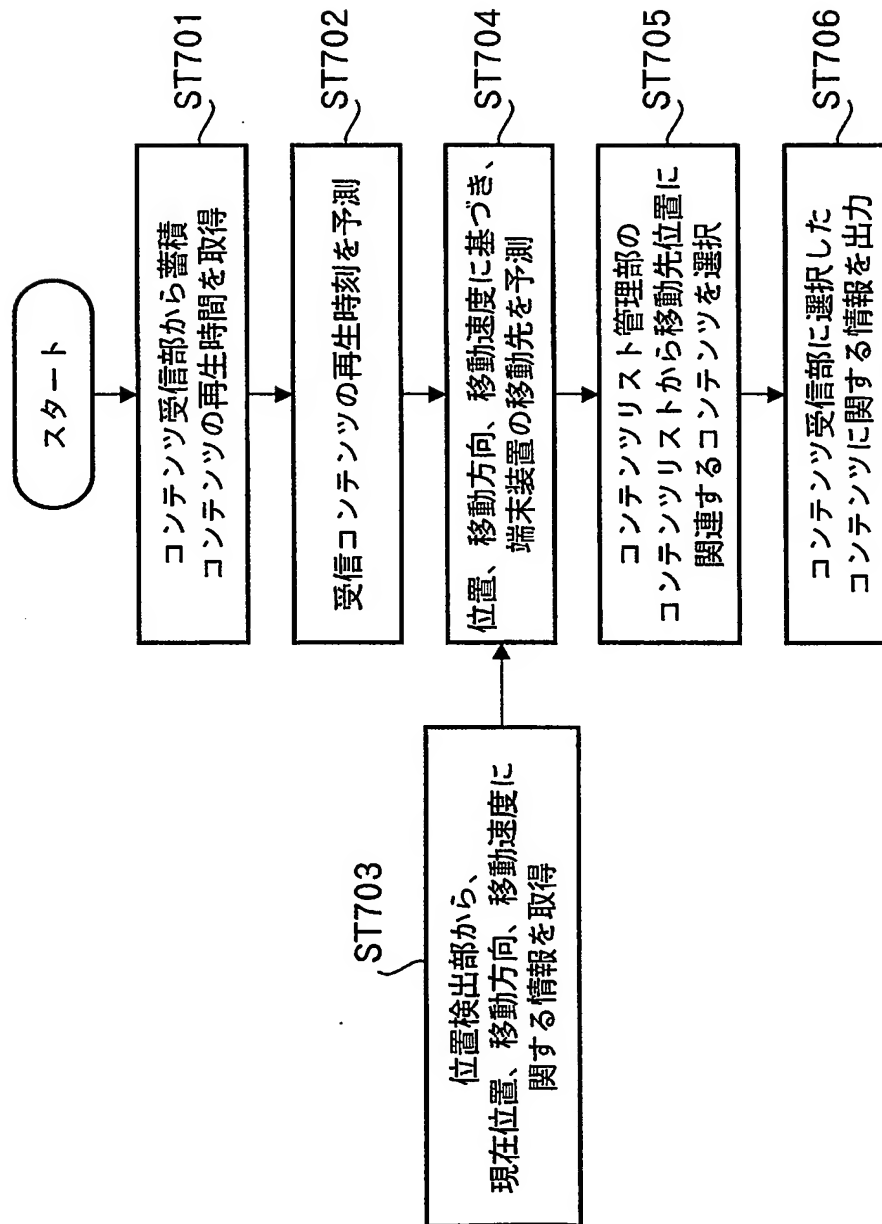 スタート
コンテンツ受信部から蓄積
コンテンツの再生時間を取得
ST701
受信コンテンツの再生時刻を予測
ST702
位置検出部から、
現在位置、移動方向、移動速度に
関する情報を取得
ST703
位置、移動方向、移動速度に基づき、
端末装置の移動先を予測
ST704
コンテンツリスト管理部の
コンテンツリストから移動先位置に
関連するコンテンツを選択
ST705
コンテンツ受信部に選択した
コンテンツに関する情報を出力
ST706